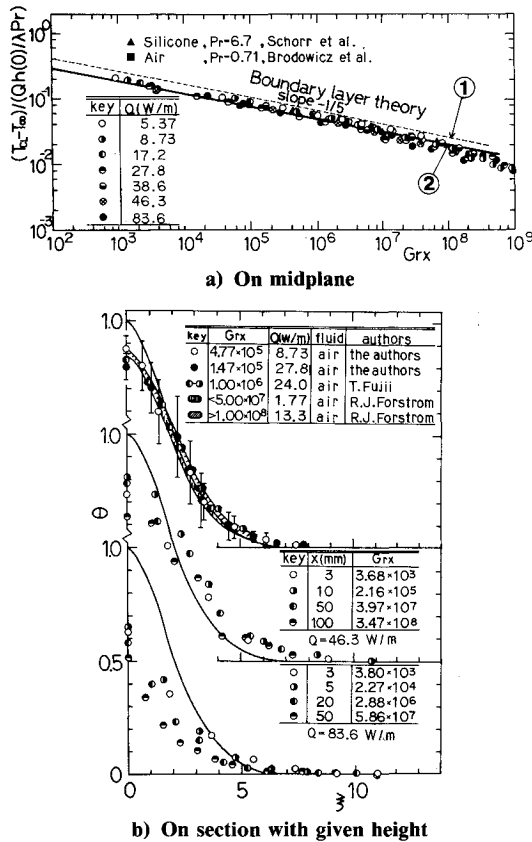 ▲ Silicone, Pr-6.7, Schorr et al.
■ Air, Pr-0.71, Brodowicz et al.
Boundary layer theory
slope -1/5
①
②
key Q(W/m)
○ 5.37
8.73
17.2
27.8
38.6
46.3
● 83.6
(T℄-T∞)/(Qh(0)/λPr)
10⁰
10⁻¹
10⁻²
10⁻³
10² 10³ 10⁴ 10⁵ 10⁶ 10⁷ 10⁸ 10⁹
Grx
a) On midplane
key Grx Q(W/m) fluid authors
○ 4.77×10⁵ 8.73 air the authors
● 1.47×10⁵ 27.8 air the authors
1.00×10⁶ 24.0 air T. Fujii
<5.00×10⁷ 1.77 air R.J. Forstrom
>1.00×10⁸ 13.3 air R.J. Forstrom
key x(mm) Grx
3 3.68×10³
10 2.16×10⁵
50 3.97×10⁷
100 3.47×10⁸
Q=46.3 W/m
3 3.80×10³
5 2.27×10⁴
20 2.88×10⁶
50 5.86×10⁷
Q=83.6 W/m
1.0
1.0
1.0
0.5
0
Θ
0 5 10
ξ
b) On section with given height